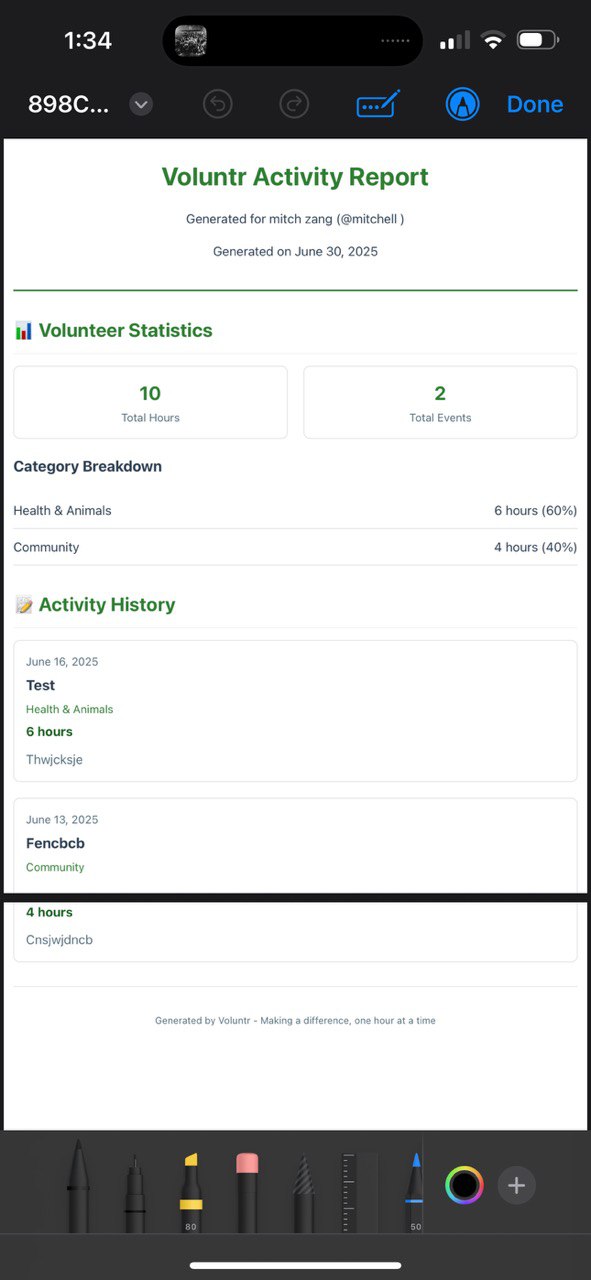 1:34
898C...
Done
Voluntr Activity Report
Generated for mitch zang (@mitchell )
Generated on June 30, 2025
📊 Volunteer Statistics
10
Total Hours
2
Total Events
Category Breakdown
Health & Animals 6 hours (60%)
Community 4 hours (40%)
📝 Activity History
June 16, 2025
Test
Health & Animals
6 hours
Thwjcksje
June 13, 2025
Fencbcb
Community
4 hours
Cnsjwjdncb
Generated by Voluntr - Making a difference, one hour at a time
80
50